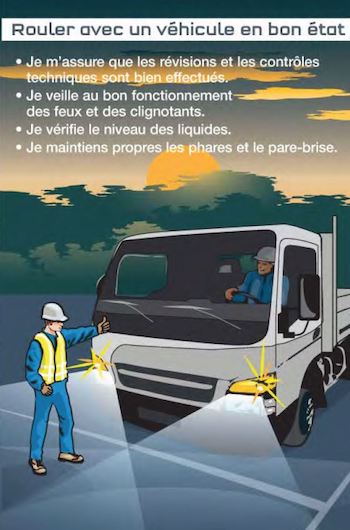 Rouler avec un véhicule en bon état
• Je m'assure que les révisions et les contrôles
techniques sont bien effectués.
• Je veille au bon fonctionnement
des feux et des clignotants.
• Je vérifie le niveau des liquides.
• Je maintiens propres les phares et le pare-brise.